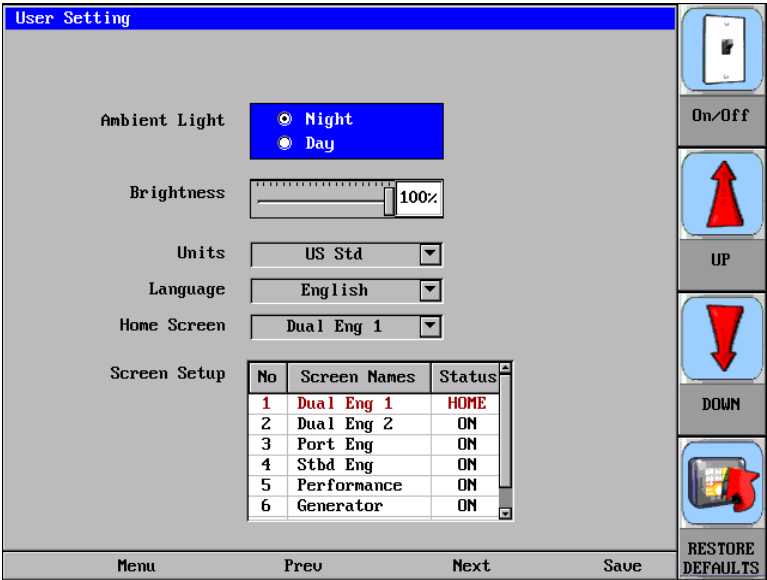 User Setting
On/Off
Ambient Light
Night
Day
Brightness
100%
UP
Units US Std
Language English
Home Screen Dual Eng 1
Screen Setup
No Screen Names Status
1 Dual Eng 1 HOME
2 Dual Eng 2 ON
3 Port Eng ON
4 Stbd Eng ON
5 Performance ON
6 Generator ON
DOWN
RESTORE
DEFAULTS
Menu Prev Next Save